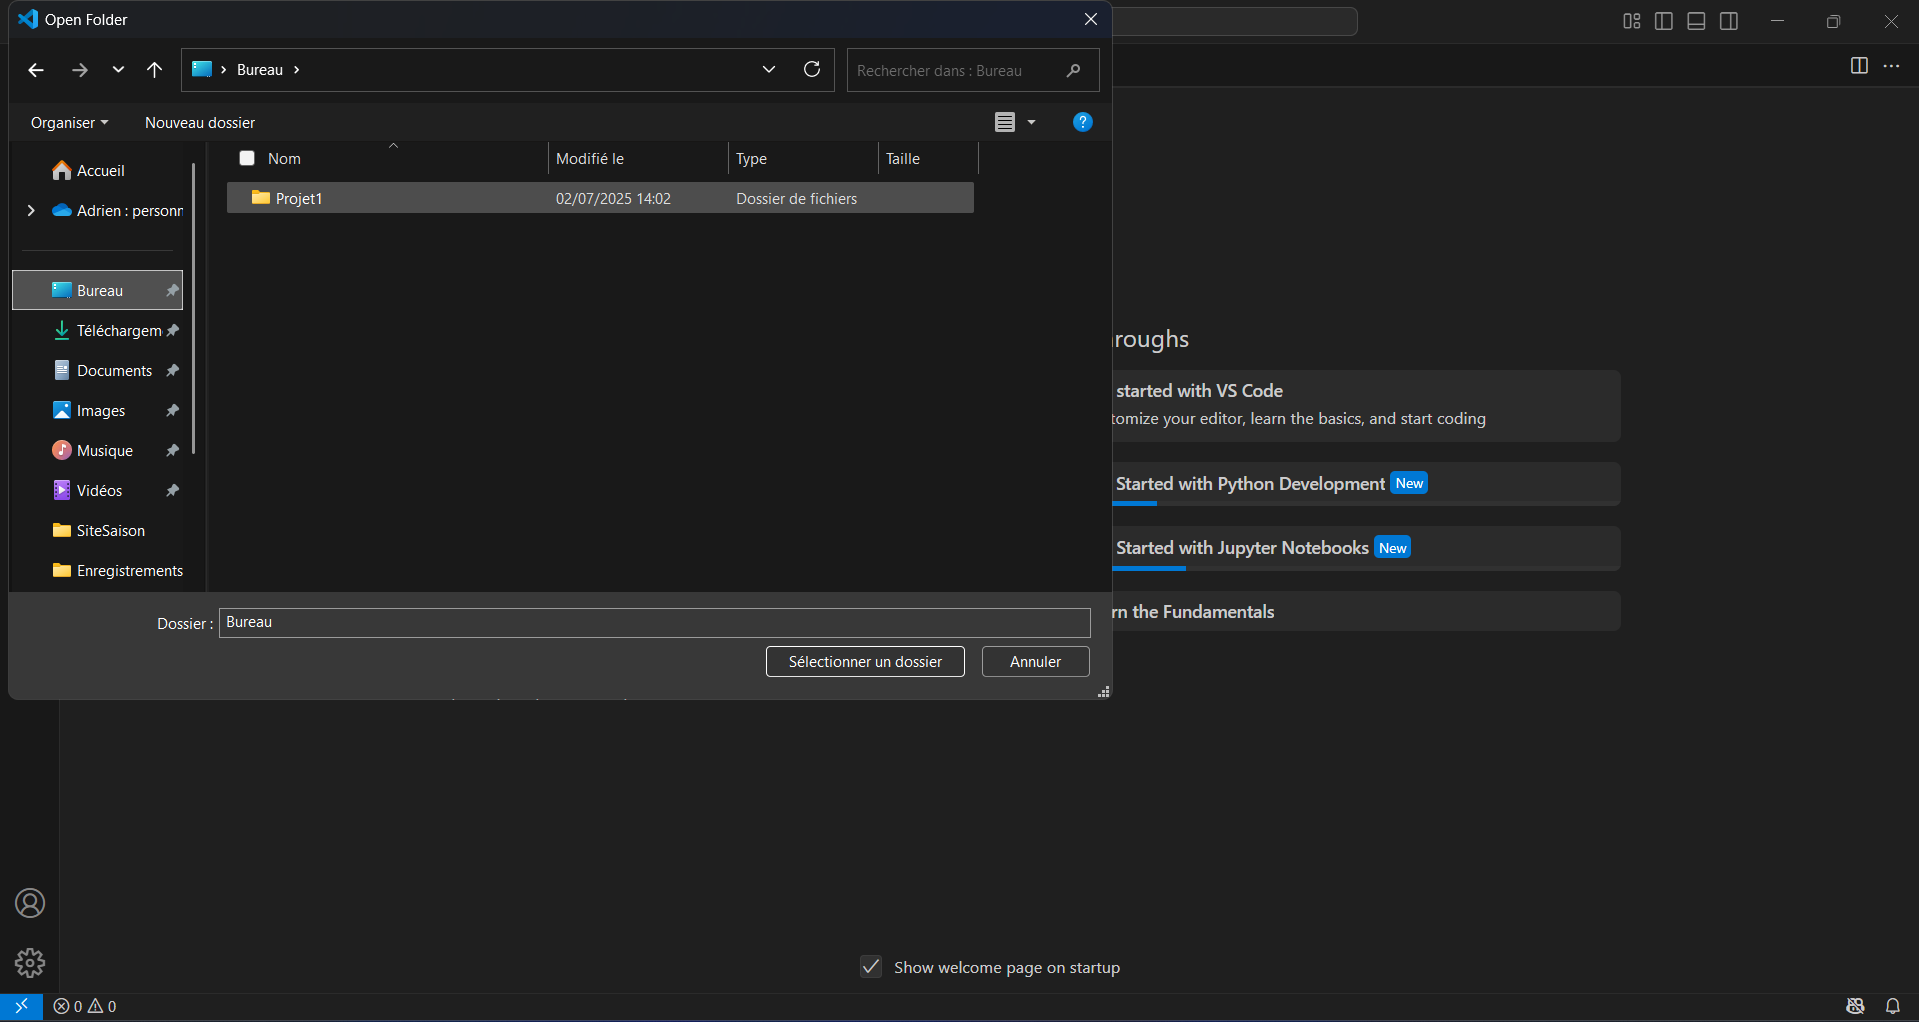 Open Folder
Bureau
Rechercher dans : Bureau
Organiser
Nouveau dossier
?
Nom
Modifié le
Type
Taille
Accueil
Projet1
02/07/2025 14:02
Dossier de fichiers
Adrien : personn
Bureau
Téléchargem
Documents
Images
Musique
Vidéos
SiteSaison
Enregistrements
Dossier :
Bureau
Sélectionner un dossier
Annuler
roughs
started with VS Code
tomize your editor, learn the basics, and start coding
Started with Python Development New
Started with Jupyter Notebooks New
rn the Fundamentals
Show welcome page on startup
0 0